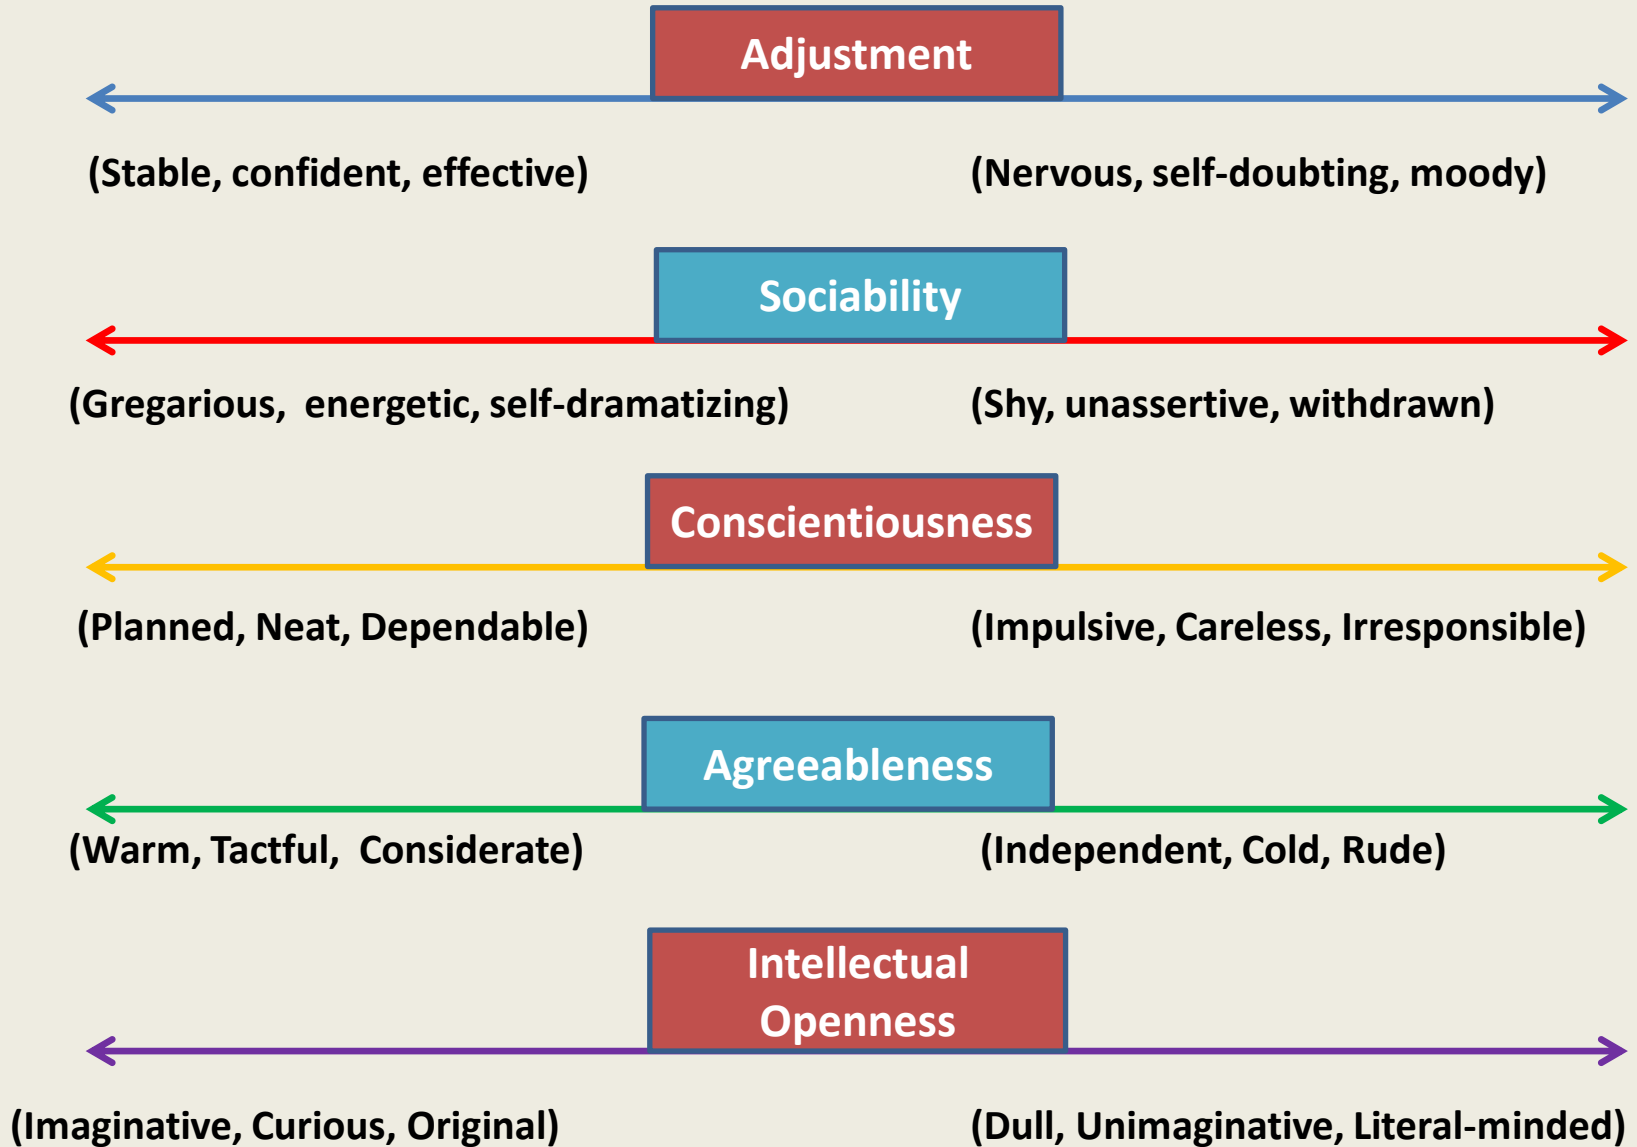 Adjustment
(Stable, confident, effective)
(Nervous, self-doubting, moody)
Sociability
(Gregarious,  energetic, self-dramatizing)
(Shy, unassertive, withdrawn)
Conscientiousness
(Planned, Neat, Dependable)
(Impulsive, Careless, Irresponsible)
Agreeableness
(Warm, Tactful,  Considerate)
(Independent, Cold, Rude)
Intellectual
Openness
(Imaginative, Curious, Original)
(Dull, Unimaginative, Literal-minded)